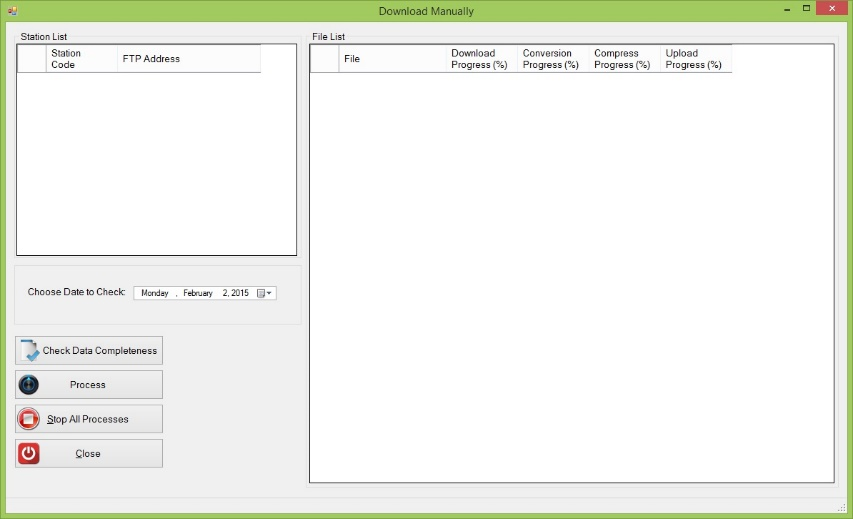 Download Manually
Station List
Station
Code
FTP Address
Choose Date to Check:
Monday , February 2, 2015
Check Data Completeness
Process
Stop All Processes
Close
File List
File
Download
Progress (%)
Conversion
Progress (%)
Compress
Progress (%)
Upload
Progress (%)